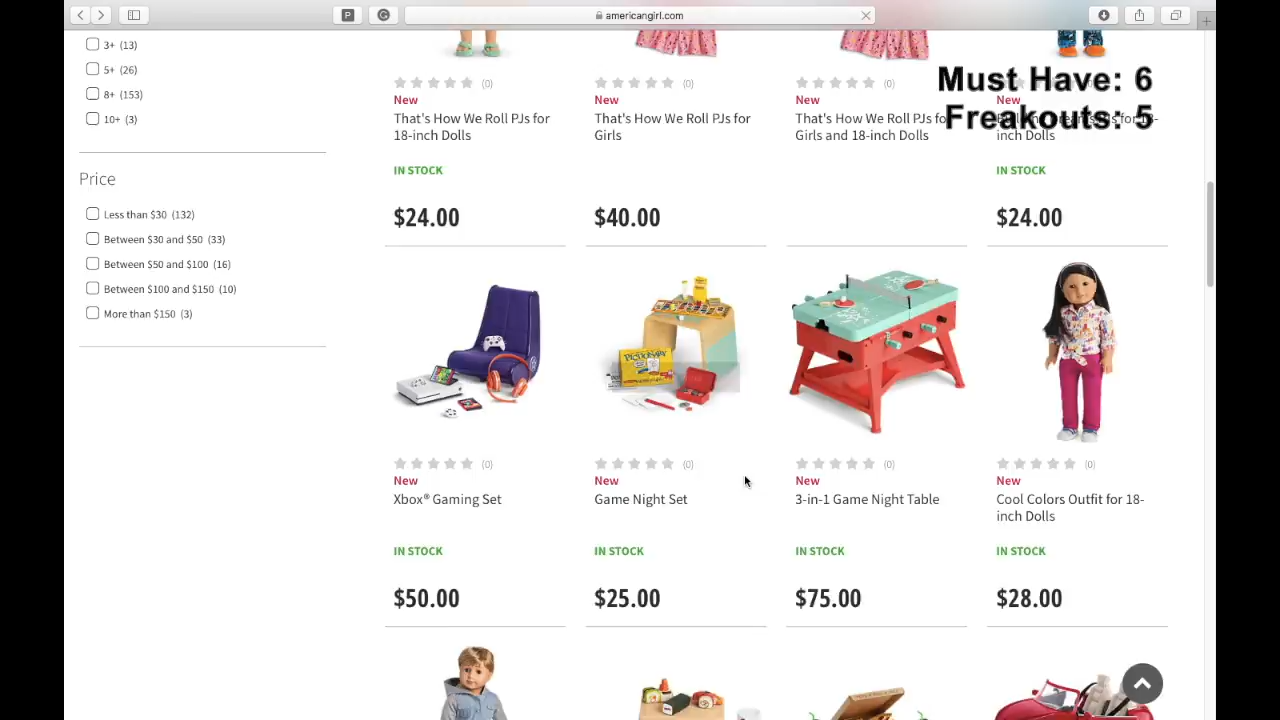 P
americangirl.com
3+ (13)
5+ (26)
8+ (153)
10+ (3)
Price
Less than $30 (132)
Between $30 and $50 (33)
Between $50 and $100 (16)
Between $100 and $150 (10)
More than $150 (3)
Must Have: 6
Freakouts: 5
(0)
(0)
(0)
New
New
New
New
That's How We Roll PJs for
18-inch Dolls
That's How We Roll PJs for
Girls
That's How We Roll PJs fo
Girls and 18-inch Dolls
inch Dolls
IN STOCK
IN STOCK
$24.00
$40.00
$24.00
PICTIONARY
(0)
(0)
(0)
(0)
New
New
New
New
Xbox® Gaming Set
Game Night Set
3-in-1 Game Night Table
Cool Colors Outfit for 18-
inch Dolls
IN STOCK
IN STOCK
IN STOCK
IN STOCK
$50.00
$25.00
$75.00
$28.00